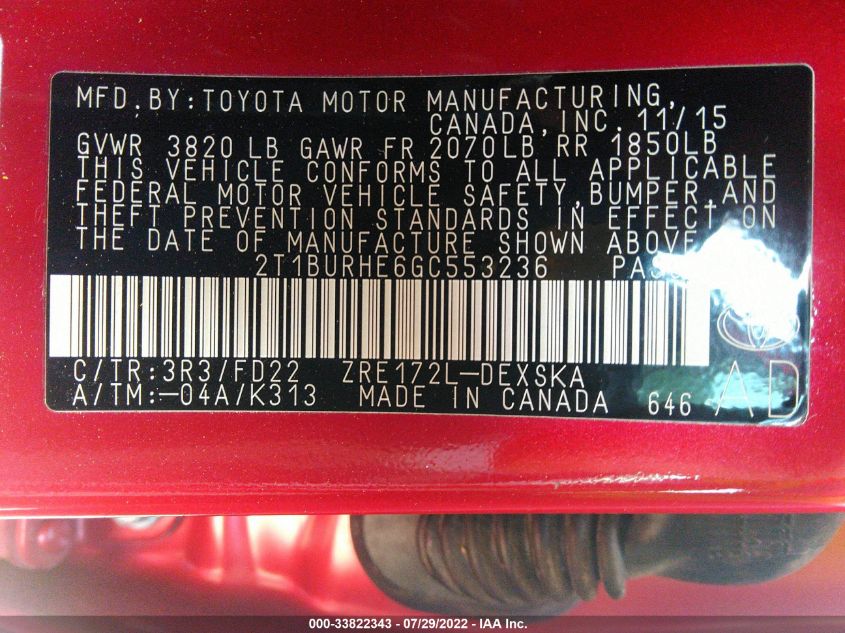 MFD.BY:TOYOTA MOTOR MANUFACTURING,
CANADA,INC. 11/15
GVWR 3820 LB GAWR FR 2070LB RR 1850LB
THIS VEHICLE CONFORMS TO ALL APPLICABLE
FEDERAL MOTOR VEHICLE SAFETY,BUMPER,AND
THEFT PREVENTION STANDARDS IN EFFECT ON
THE DATE OF MANUFACTURE SHOWN ABOVE.
2T1BURHE6GC553236
C/TR:3R3/FD22 ZRE172L-DEXSKA
A/TM:-04A/K313 MADE IN CANADA 646
AD
000-33822343 - 07/29/2022 - IAA Inc.